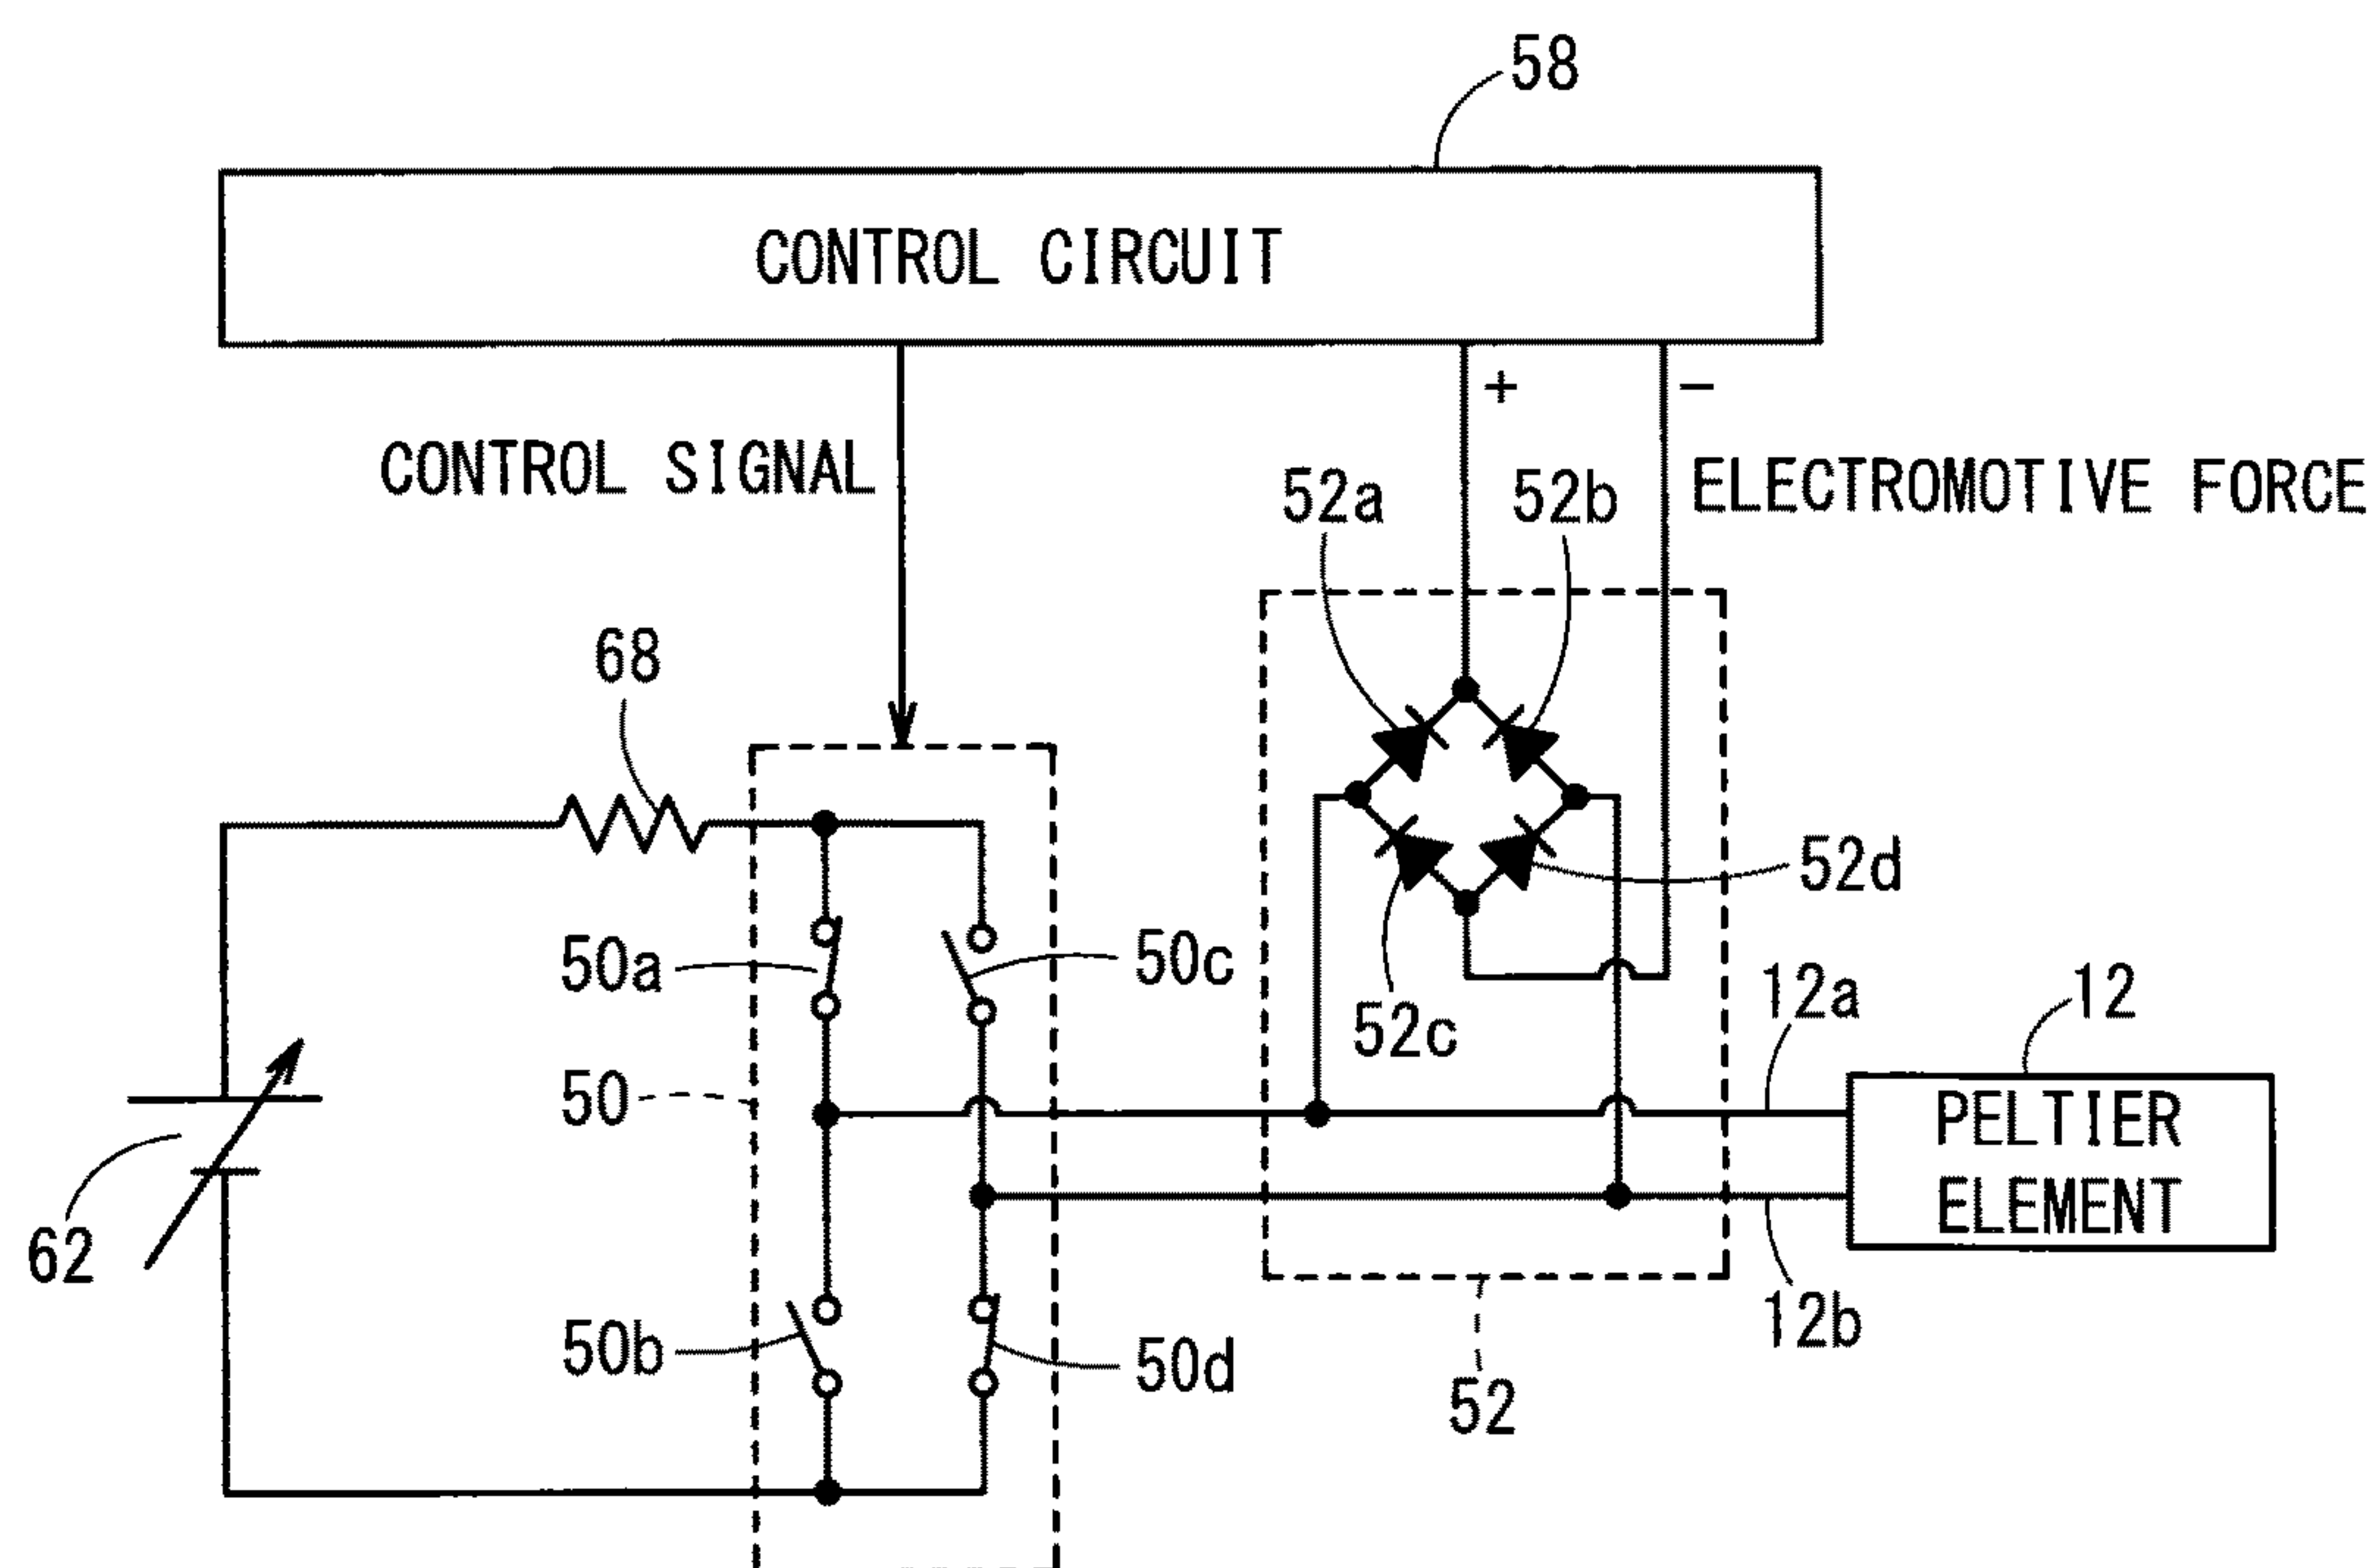 58
CONTROL CIRCUIT
+ −
CONTROL SIGNAL
52a 52b ELECTROMOTIVE FORCE
68
52d
50a 50c
12a 12
52c
50
PELTIER
ELEMENT
62
12b
50b 50d
52